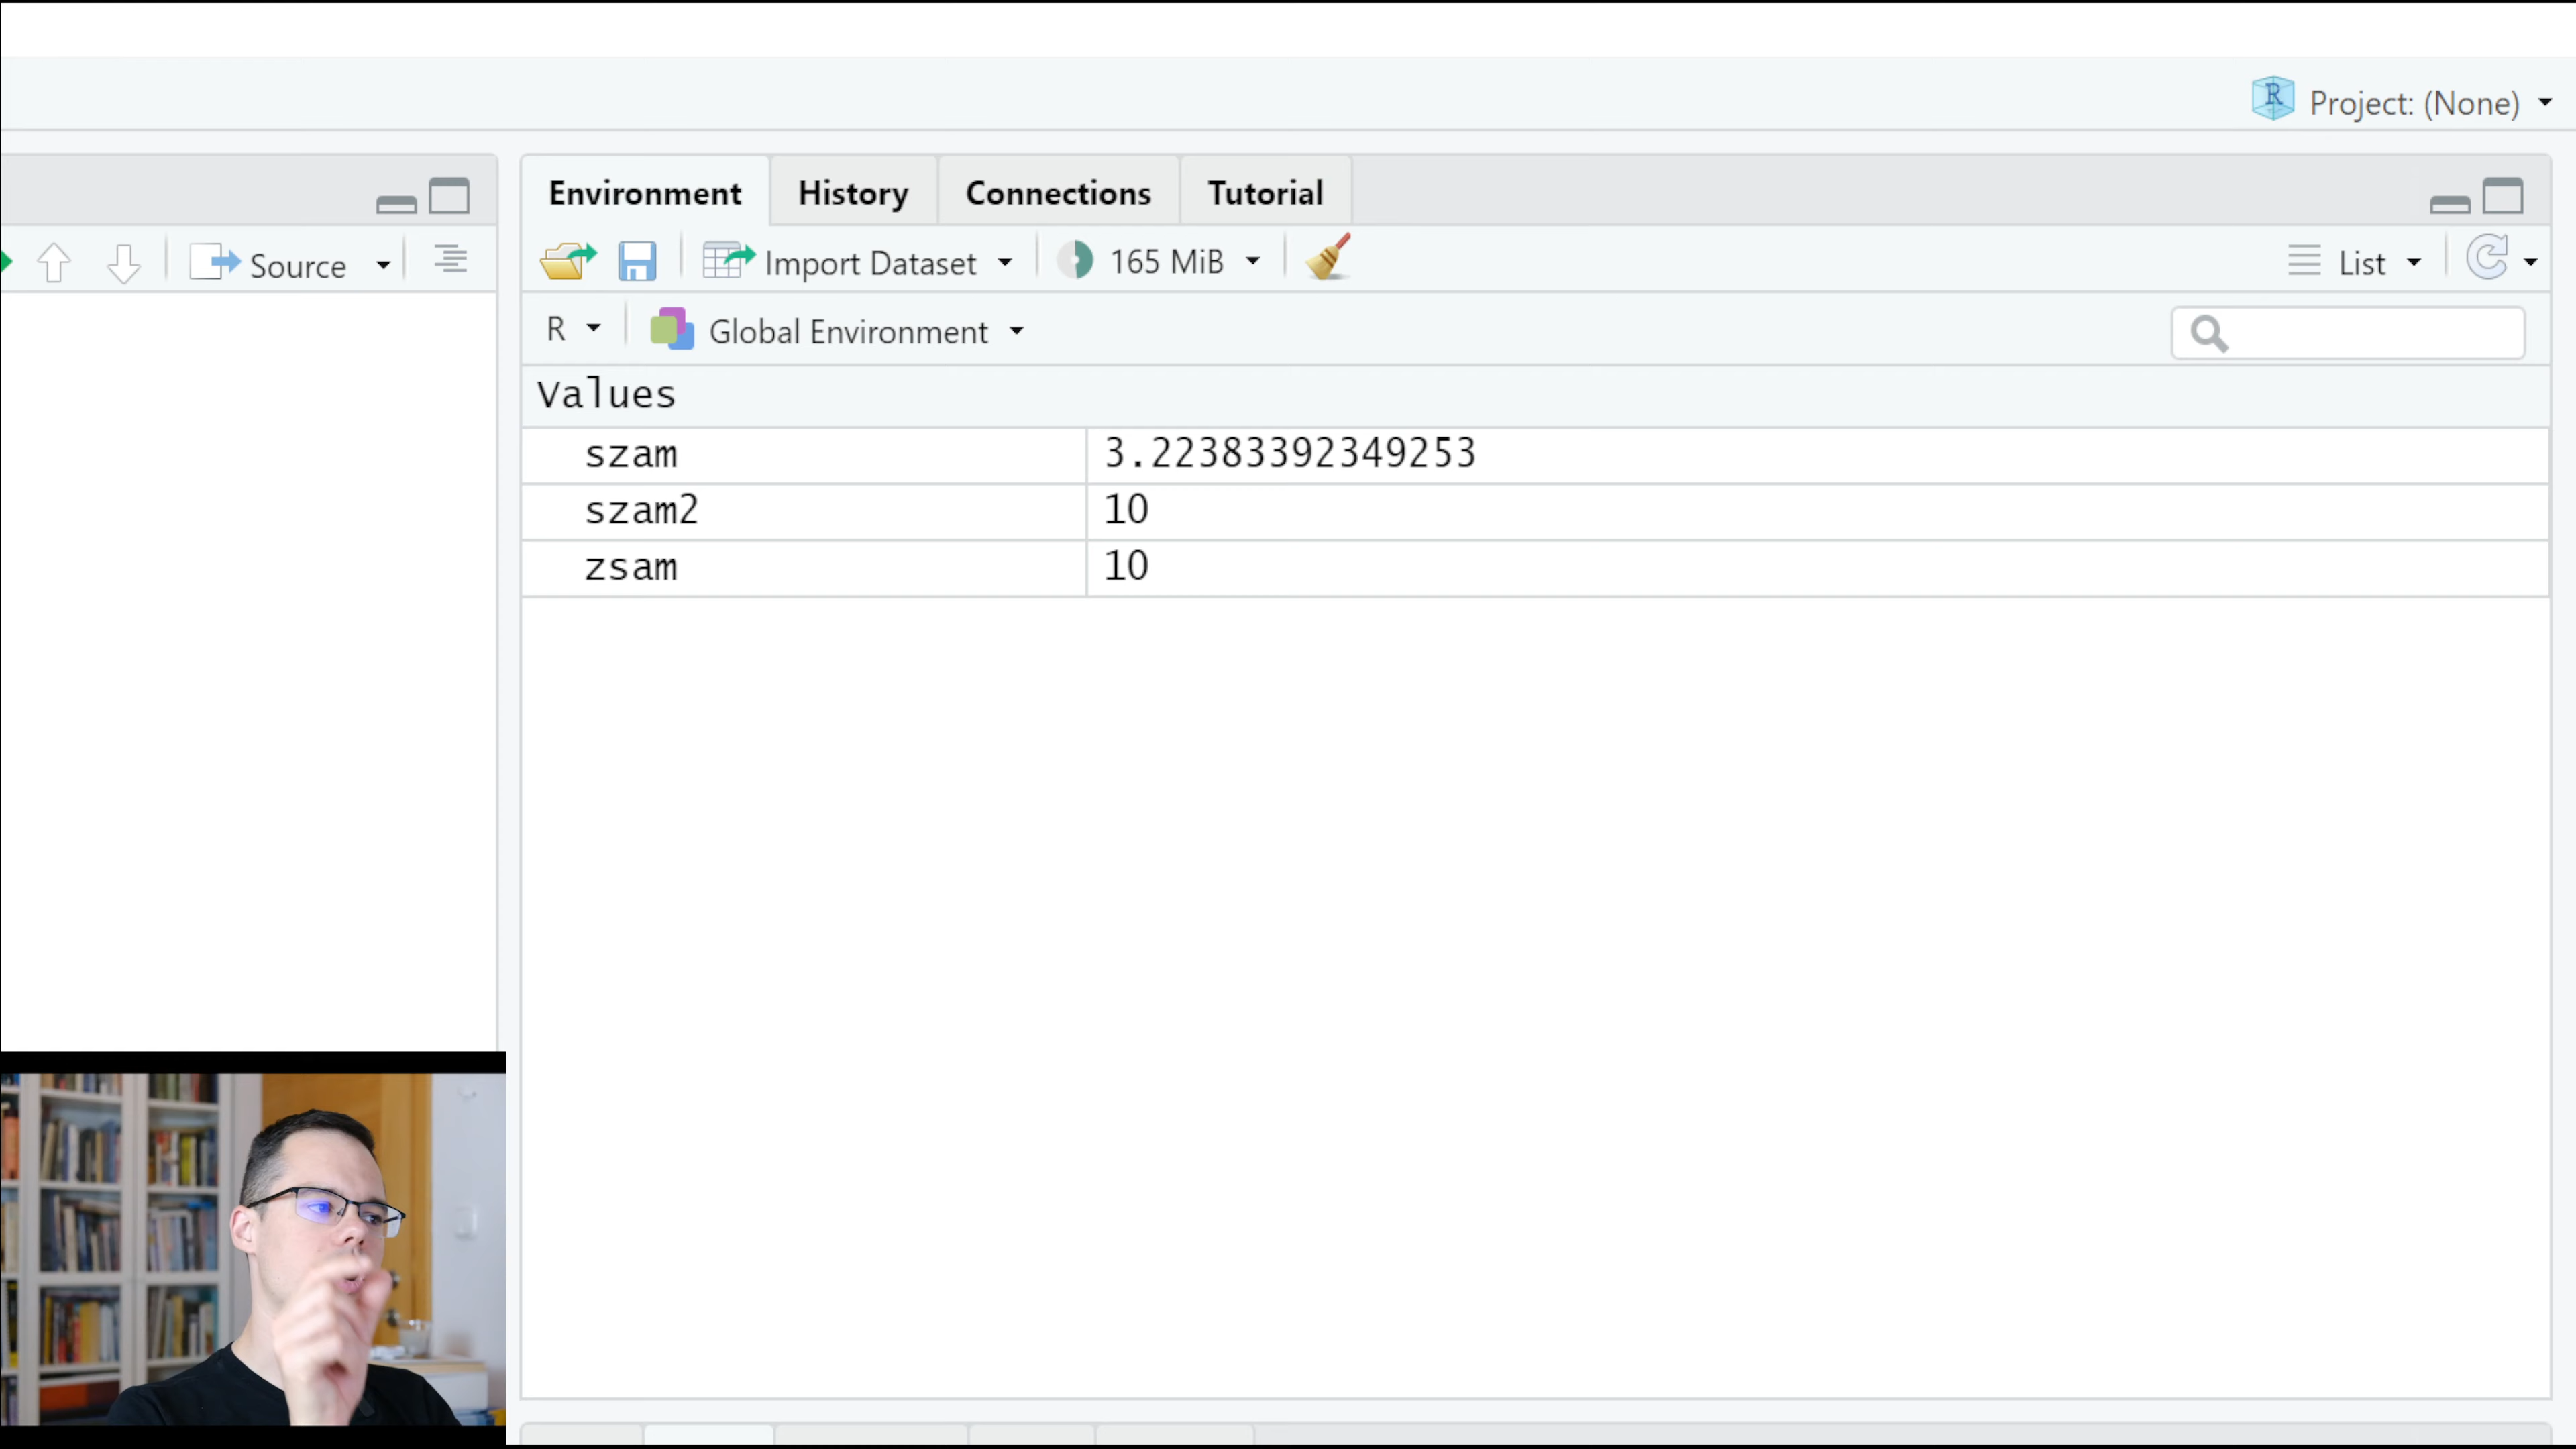 Project: (None)
Environment History Connections Tutorial
Source
Import Dataset 165 MiB List
R Global Environment
Values
szam 3.22383392349253
szam2 10
zsam 10